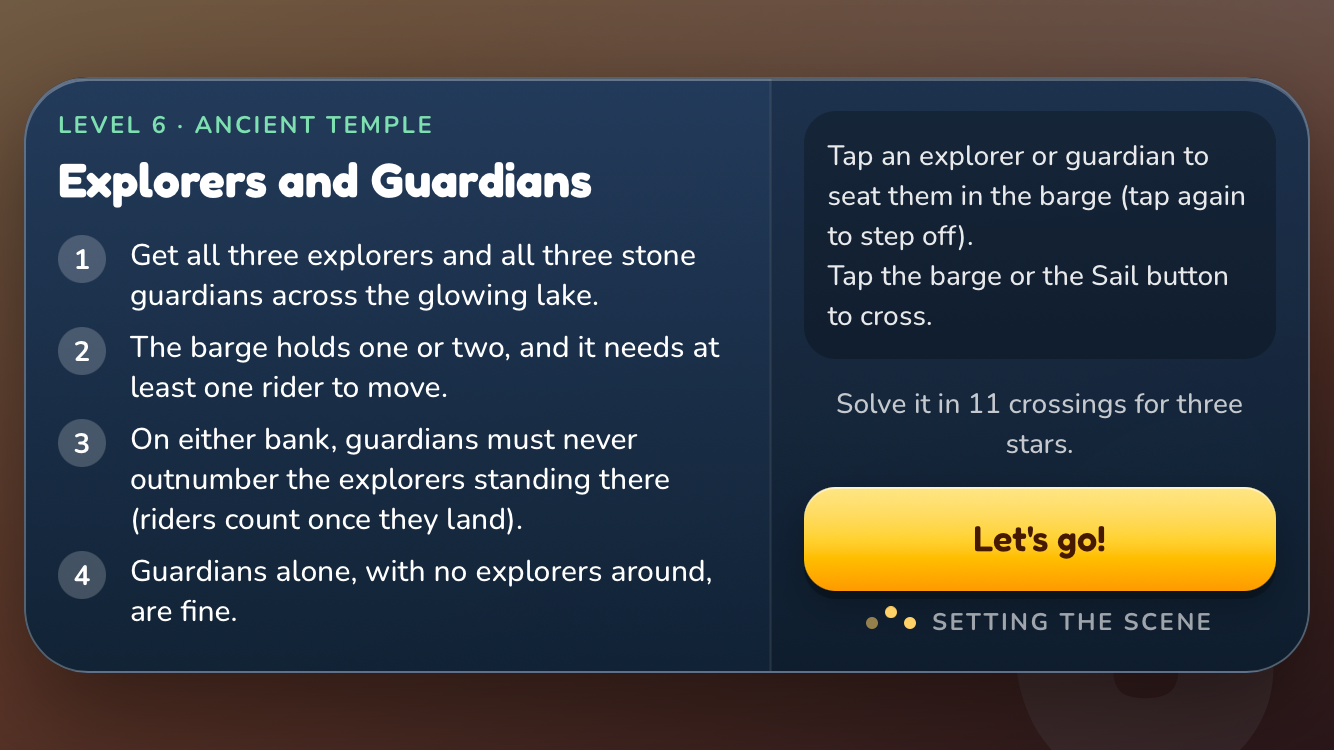 LEVEL 6 · ANCIENT TEMPLE
Explorers and Guardians
1 Get all three explorers and all three stone
guardians across the glowing lake.
2 The barge holds one or two, and it needs at
least one rider to move.
3 On either bank, guardians must never
outnumber the explorers standing there
(riders count once they land).
4 Guardians alone, with no explorers around,
are fine.
Tap an explorer or guardian to
seat them in the barge (tap again
to step off).
Tap the barge or the Sail button
to cross.
Solve it in 11 crossings for three
stars.
Let's go!
SETTING THE SCENE